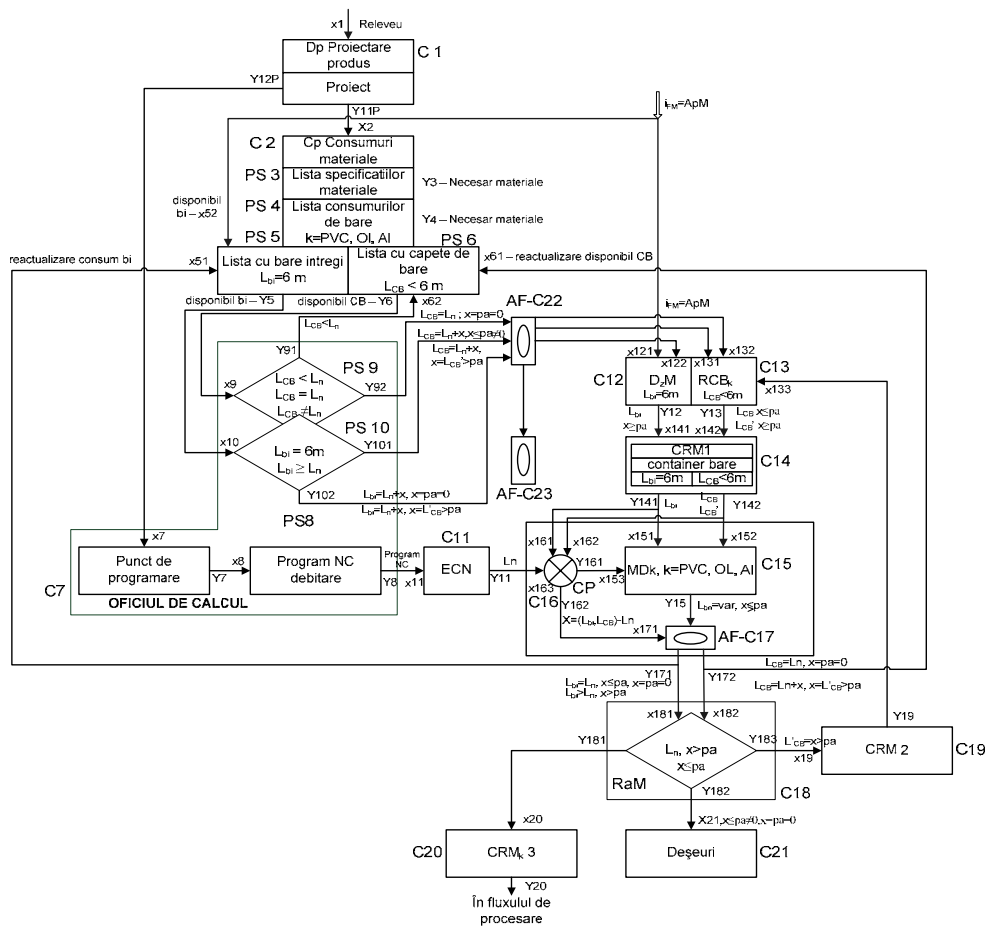 x1 Releveu
Dp Proiectare
produs
C 1
Y12P
Proiect
Y11P
iFM=ApM
X2
C 2
Cp Consumuri
materiale
PS 3
Lista specificatiilor
materiale
Y3 – Necesar materiale
PS 4
Lista consumurilor
de bare
k=PVC, Ol, Al
disponibil
bi – x52
Y4 – Necesar materiale
PS 5
PS 6
reactualizare consum bi
x51
Lista cu bare intregi
Lbi=6 m
Lista cu capete de
bare
LCB < 6 m
x61 – reactualizare disponibil CB
disponibil bi – Y5
disponibil CB – Y6
x62
AF-C22
LCB<Ln
LCB=Ln ; x=pa=0
LCB=Ln+x,x≤pa≠0
LCB=Ln+x,
x=LCB'>pa
iFM=ApM
Y91
PS 9
x9
LCB < Ln
LCB = Ln
LCB ≠Ln
Y92
x121
x122
x131
x132
C12
DzM
Lbi=6m
RCBk
LCB<6m
C13
x133
PS 10
x10
Lbi = 6m
Lbi ≥ Ln
Y101
Lbi
x≥pa
Y12
Y13
LCB x≤pa
LCB' x≥pa
x141
x142
CRM1
container bare
Lbi=6m
LCB<6m
C14
AF-C23
Y102
Lbi=Ln+x, x=pa=0
Lbi=Ln+x, x=L'CB>pa
PS8
Y141
Lbi
LCB
LCB'
Y142
x7
C11
x161
x162
x151
x152
C7
Punct de
programare
x8
Y7
Program NC
debitare
Program
NC
Y8
x11
ECN
Ln
Y11
x163
C16
CP
Y161
x153
MDk, k=PVC, OL, Al
C15
OFICIUL DE CALCUL
Y162
X=(Lbi,LCB)-Ln
x171
Y15
Lbn=var, x≤pa
AF-C17
Y171
Y172
LCB=Ln, x=pa=0
Lbi=Ln, x≤pa, x=pa=0
Lbi>Ln, x>pa
LCB=Ln+x, x=L'CB>pa
x181
x182
Y19
Y181
Ln, x>pa
x≤pa
Y183
L'CB=x>pa
x19
CRM 2
C19
RaM
Y182
C18
x20
X21,x≤pa≠0,x=pa=0
C20
CRMk 3
Deşeuri
C21
Y20
În fluxulul de
procesare